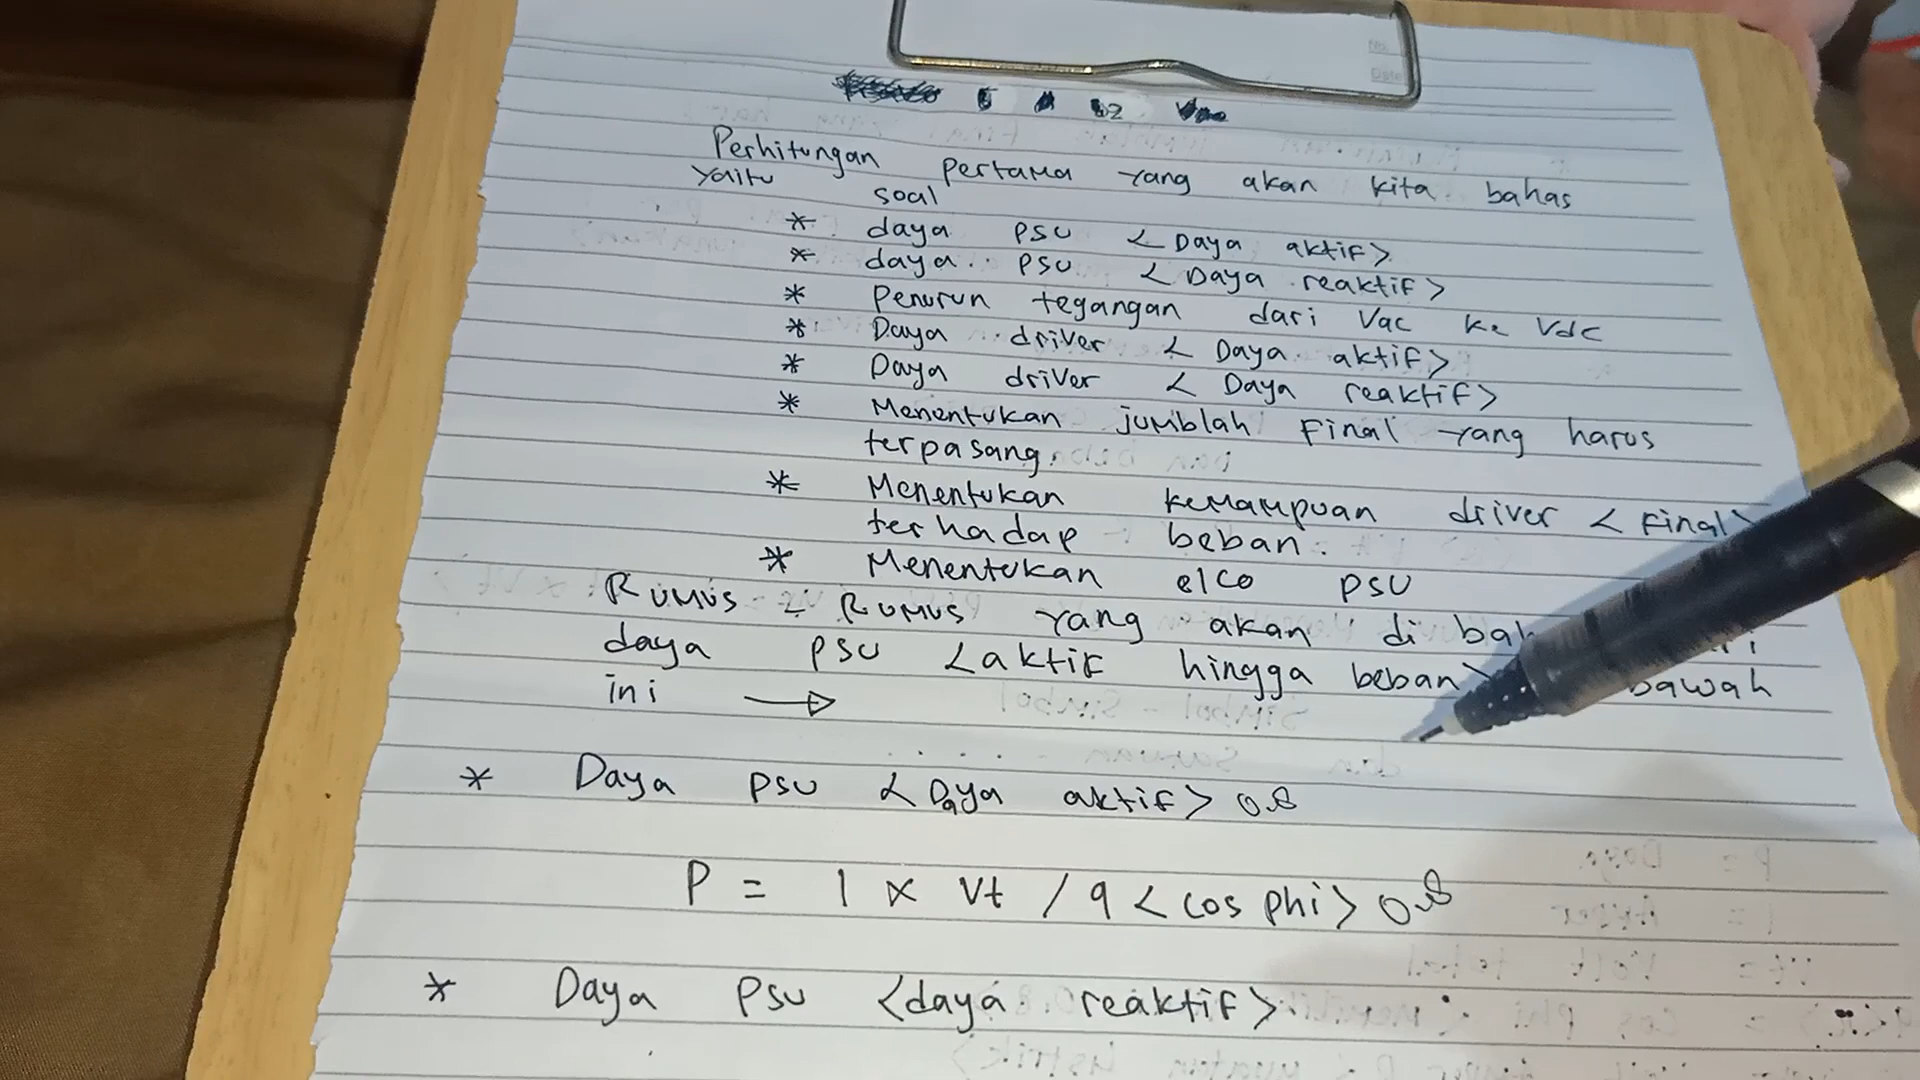 No.
Date
Perhitungan pertama yang akan kita bahas
yaitu soal
* daya PSU <Daya aktif>
* daya PSU <Daya reaktif>
* Penurun tegangan dari Vac ke Vdc
* Daya driver <Daya aktif>
* Daya driver <Daya reaktif>
* Menentukan jumblah Final yang harus
terpasang.
* Menentukan kemampuan driver <final>
terhadap beban.
* Menentukan elco PSU
Rumus - Rumus yang akan di
daya PSU <aktif hingga beban> bawah
ini →
* Daya PSU <Daya aktif> 0.8
P = I x Vt / q <cos phi> 0.8
* Daya PSU <daya reaktif>